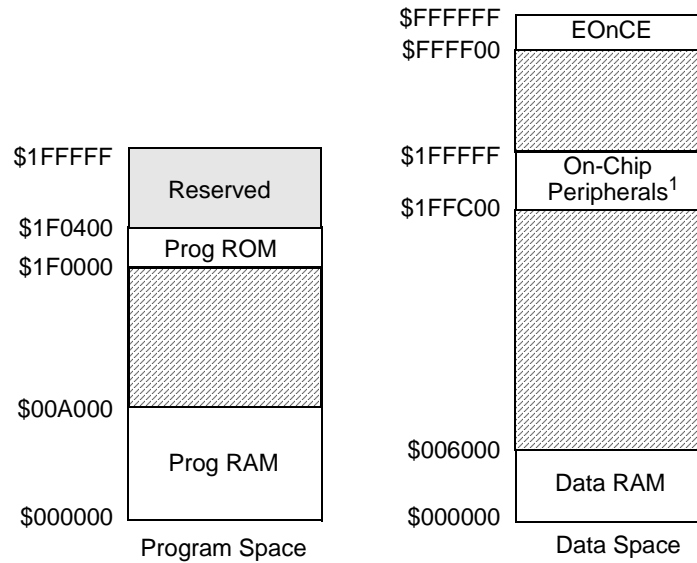 $1FFFFF
Reserved
$1F0400
Prog ROM
$1F0000
$00A000
Prog RAM
$000000
Program Space
$FFFFFF
EOnCE
$FFFF00
$1FFFFF
On-Chip
Peripherals1
$1FFC00
$006000
Data RAM
$000000
Data Space